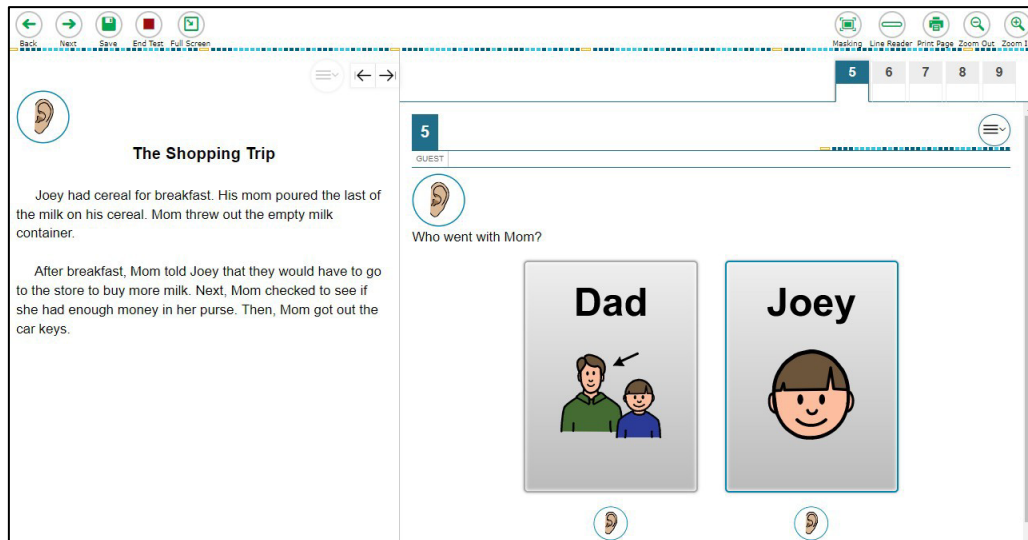 Back Next Save End Test Full Screen Masking Line Reader Print Page Zoom Out Zoom I
5 6 7 8 9
The Shopping Trip
Joey had cereal for breakfast. His mom poured the last of
the milk on his cereal. Mom threw out the empty milk
container.
After breakfast, Mom told Joey that they would have to go
to the store to buy more milk. Next, Mom checked to see if
she had enough money in her purse. Then, Mom got out the
car keys.
5
GUEST
Who went with Mom?
Dad Joey